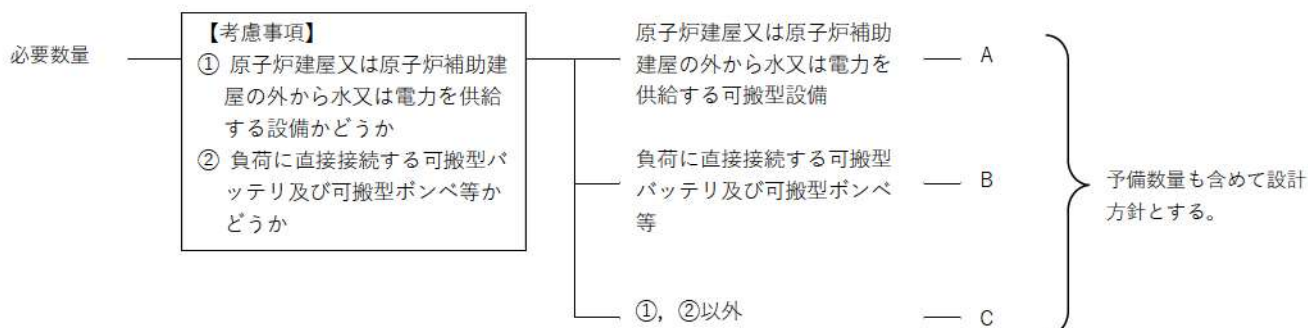 必要数量
【考慮事項】
① 原子炉建屋又は原子炉補助建
屋の外から水又は電力を供給
する設備かどうか
② 負荷に直接接続する可搬型バ
ッテリ及び可搬型ボンベ等か
どうか
原子炉建屋又は原子炉補助
建屋の外から水又は電力を
供給する可搬型設備
A
負荷に直接接続する可搬型
バッテリ及び可搬型ボンベ
等
B
①，②以外
C
予備数量も含めて設計
方針とする。